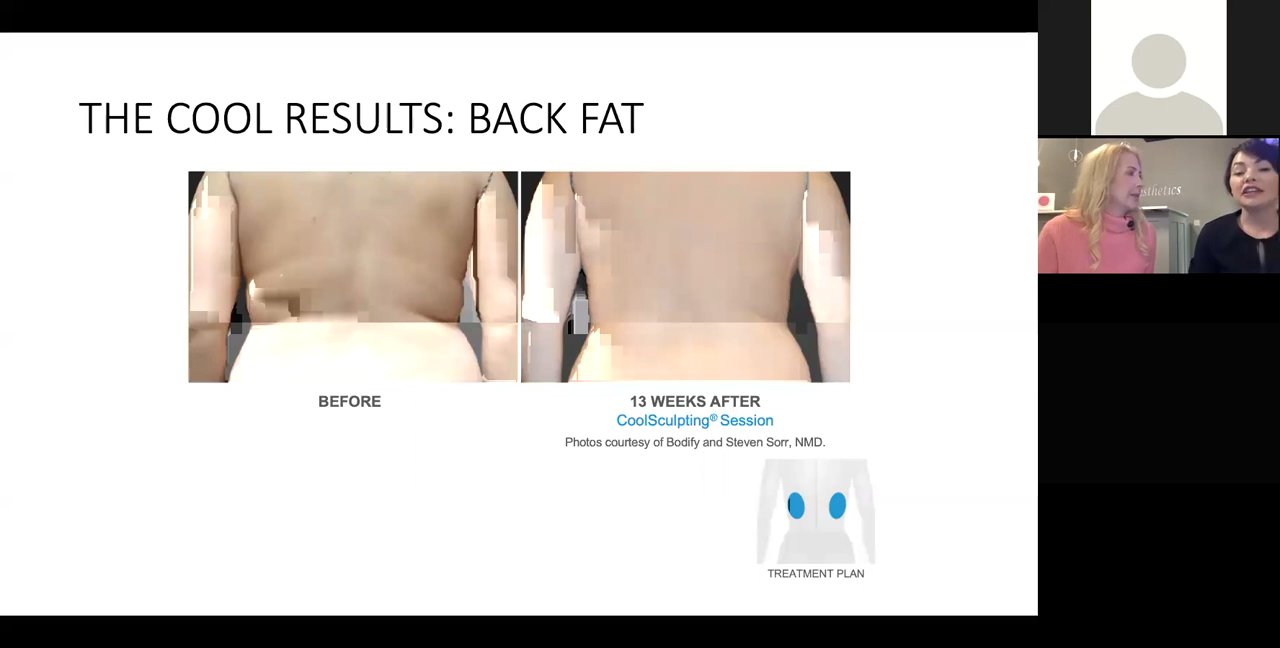 THE COOL RESULTS: BACK FAT
BEFORE
13 WEEKS AFTER
CoolSculpting® Session
Photos courtesy of Bodify and Steven Sorr, NMD.
TREATMENT PLAN